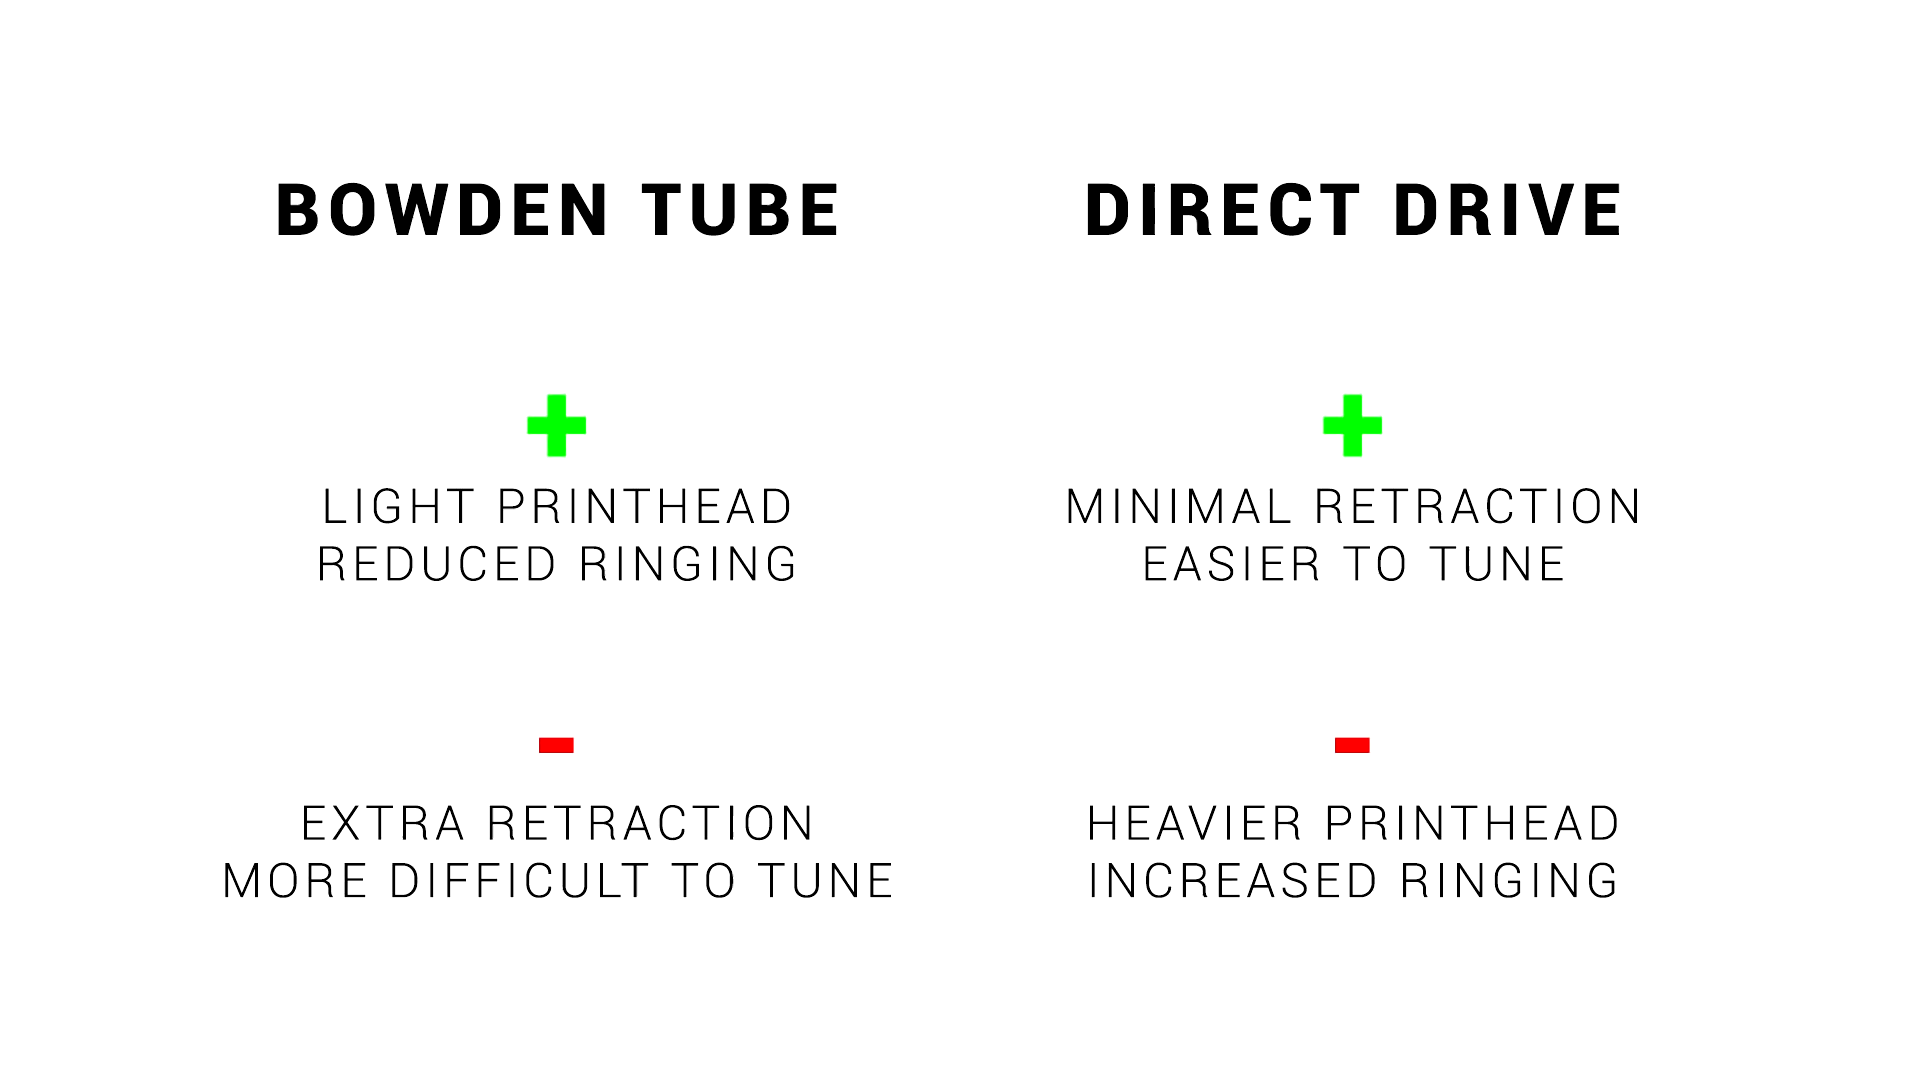 BOWDEN TUBE
+
LIGHT PRINTHEAD
REDUCED RINGING
-
EXTRA RETRACTION
MORE DIFFICULT TO TUNE
DIRECT DRIVE
+
MINIMAL RETRACTION
EASIER TO TUNE
-
HEAVIER PRINTHEAD
INCREASED RINGING